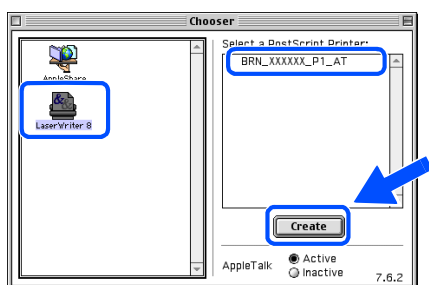 Chooser
AppleShare
LaserWriter 8
Select a PostScript Printer:
BRN_XXXXXX_P1_AT
Create
AppleTalk
Active
Inactive
7.6.2